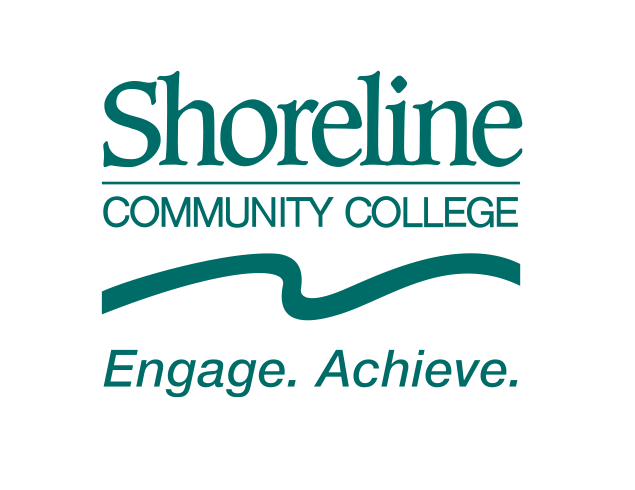 Shoreline
COMMUNITY COLLEGE
Engage. Achieve.